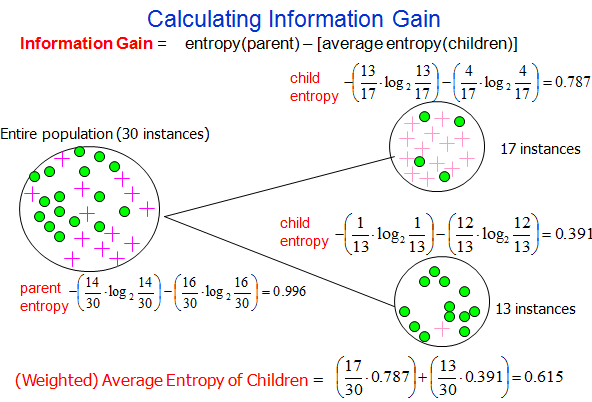 Calculating Information Gain
Information Gain = entropy(parent) – [average entropy(children)]
child entropy −(13/17 · log₂ 13/17) − (4/17 · log₂ 4/17) = 0.787
Entire population (30 instances)
17 instances
child entropy −(1/13 · log₂ 1/13) − (12/13 · log₂ 12/13) = 0.391
parent entropy −(14/30 · log₂ 14/30) − (16/30 · log₂ 16/30) = 0.996
13 instances
(Weighted) Average Entropy of Children = (17/30 · 0.787) + (13/30 · 0.391) = 0.615